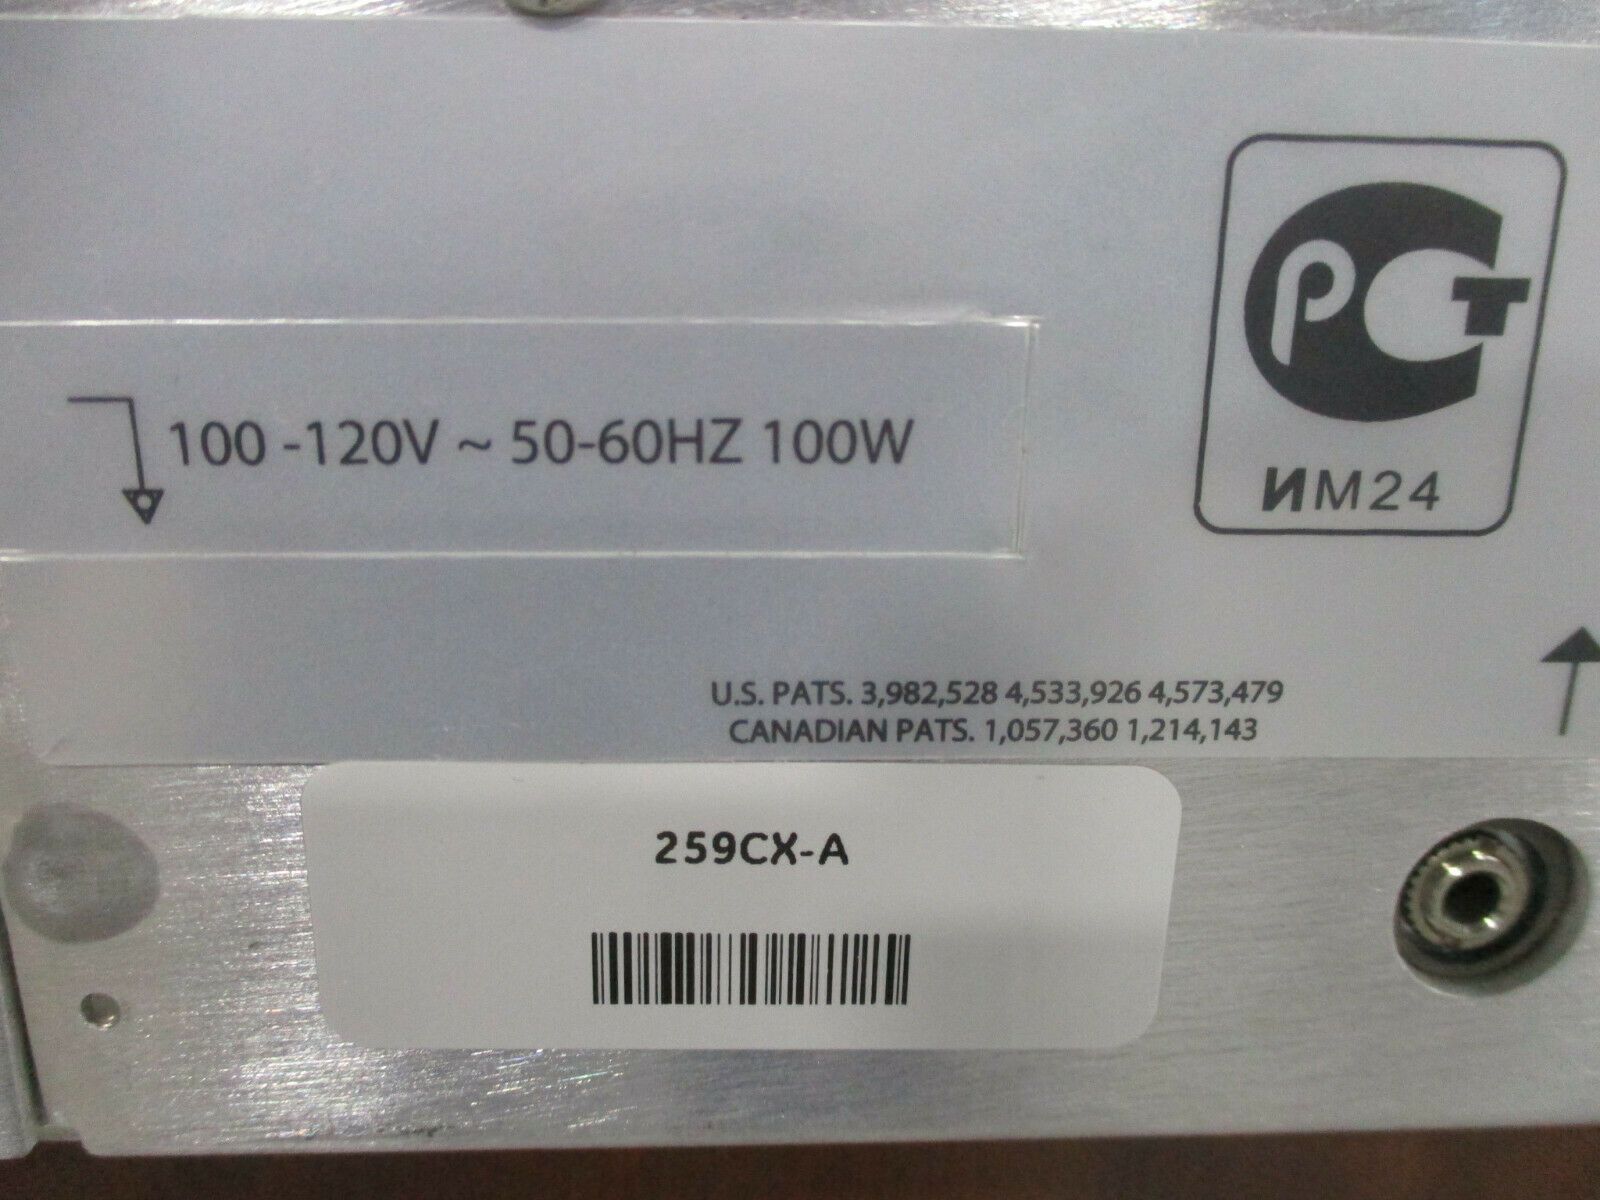 РСТ
ИМ24
100 -120V ~ 50-60HZ 100W
U.S. PATS. 3,982,528 4,533,926 4,573,479
CANADIAN PATS. 1,057,360 1,214,143
259CX-A